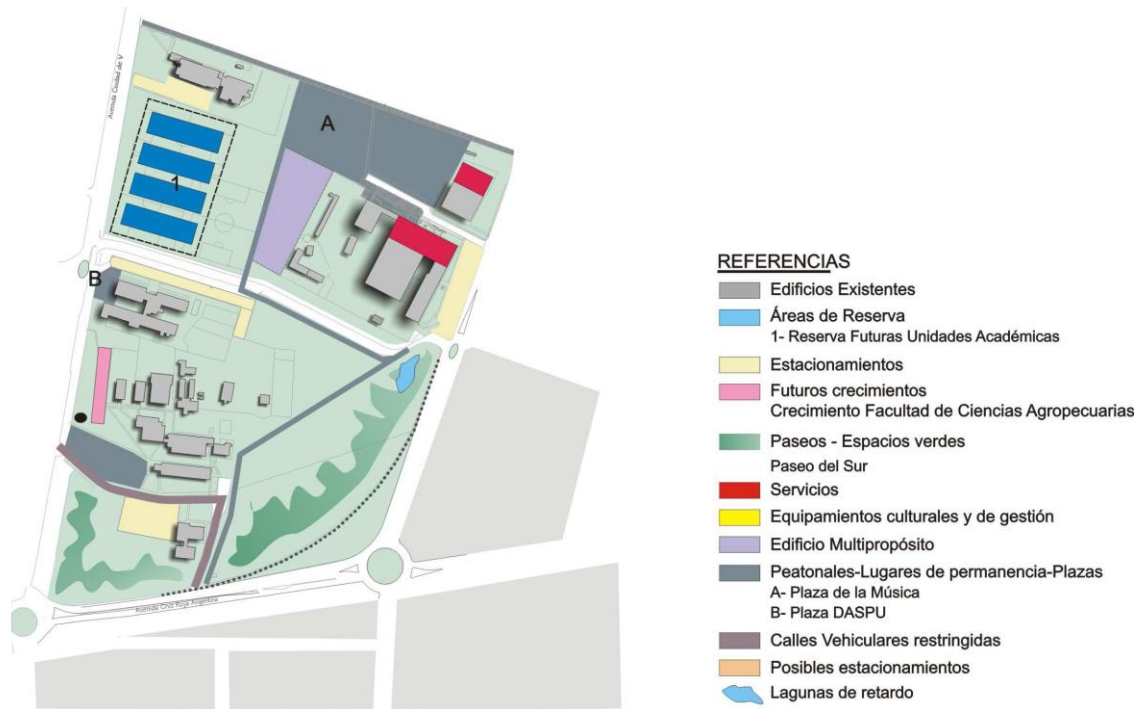 Avenida Ciudad de V
A
1
B
Avenida Cruz Roja Argentina
REFERENCIAS
Edificios Existentes
Áreas de Reserva
1- Reserva Futuras Unidades Académicas
Estacionamientos
Futuros crecimientos
Crecimiento Facultad de Ciencias Agropecuarias
Paseos - Espacios verdes
Paseo del Sur
Servicios
Equipamientos culturales y de gestión
Edificio Multipropósito
Peatonales-Lugares de permanencia-Plazas
A- Plaza de la Música
B- Plaza DASPU
Calles Vehiculares restringidas
Posibles estacionamientos
Lagunas de retardo